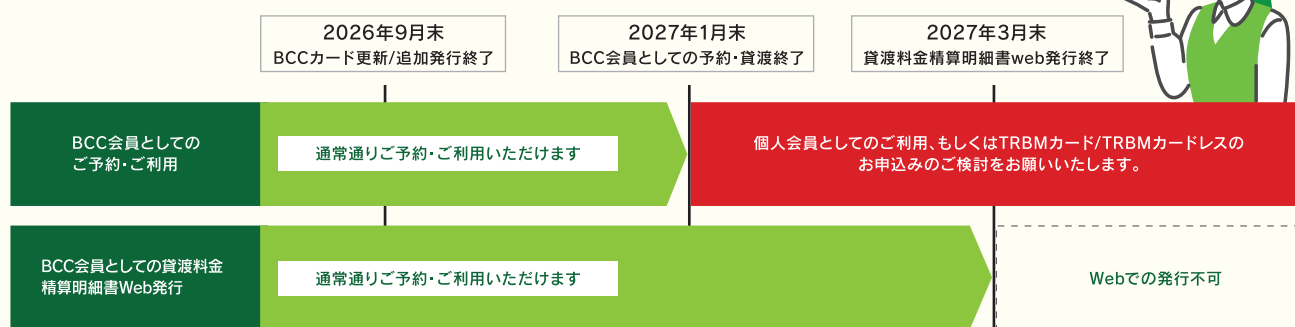 2026年9月末
BCCカード更新/追加発行終了
2027年1月末
BCC会員としての予約・貸渡終了
2027年3月末
貸渡料金精算明細書web発行終了
BCC会員としての
ご予約・ご利用
通常通りご予約・ご利用いただけます
個人会員としてのご利用、もしくはTRBMカード/TRBMカードレスの
お申込みのご検討をお願いいたします。
BCC会員としての貸渡料金
精算明細書Web発行
通常通りご予約・ご利用いただけます
Webでの発行不可